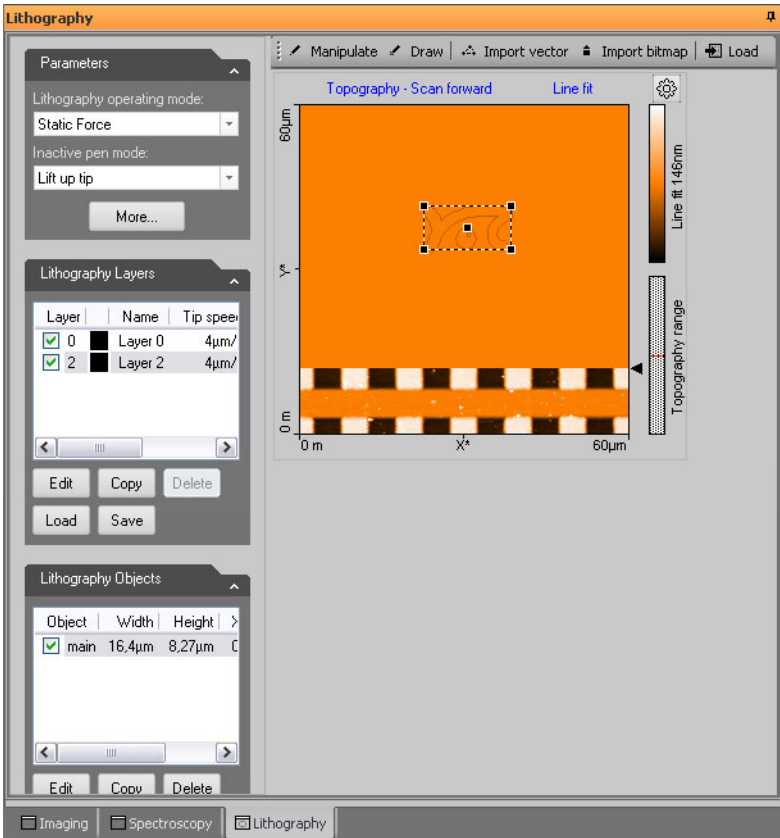 Lithography
Manipulate Draw Import vector Import bitmap Load
Parameters
Lithography operating mode:
Static Force
Inactive pen mode:
Lift up tip
More...
Lithography Layers
Layer Name Tip speed
0 Layer 0 4µm/
2 Layer 2 4µm/
Edit Copy Delete
Load Save
Lithography Objects
Object Width Height X
main 16,4µm 8,27µm 0
Edit Copy Delete
Topography - Scan forward Line fit
60µm
Y*
0 m
0 m X* 60µm
Line fit 146nm
Topography range
Imaging Spectroscopy Lithography